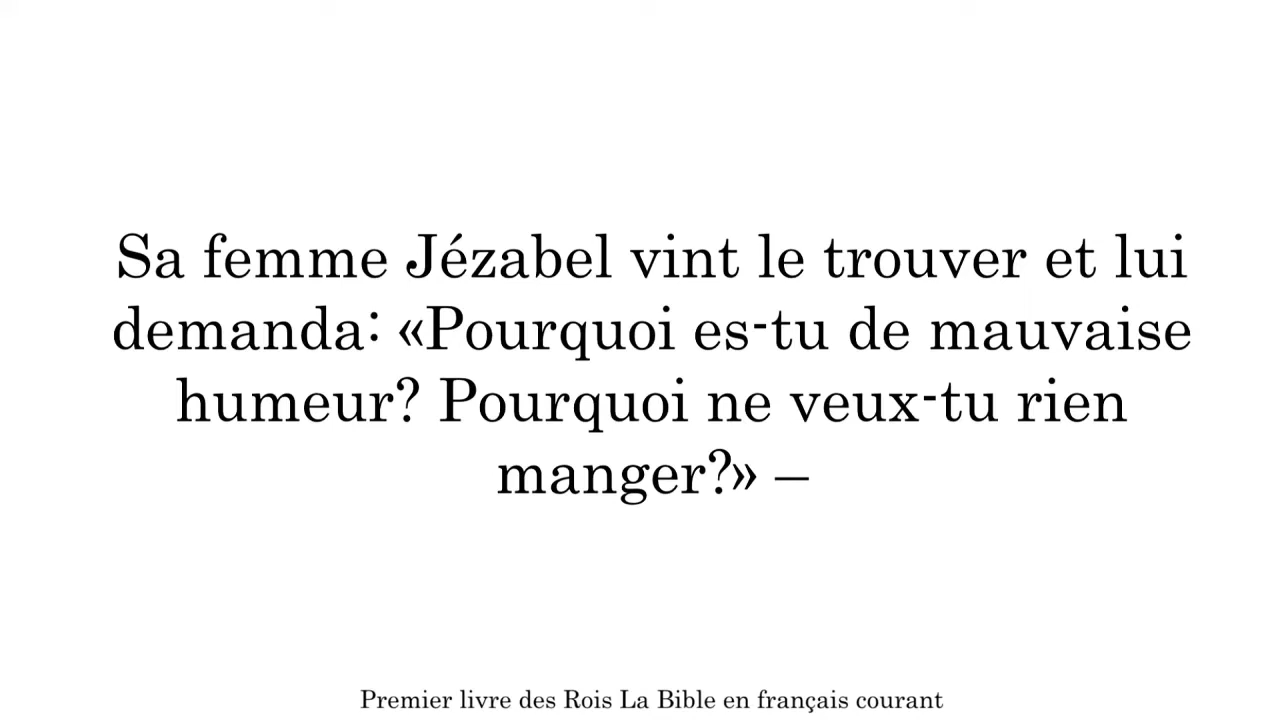 Sa femme Jézabel vint le trouver et lui
demanda: «Pourquoi es-tu de mauvaise
humeur? Pourquoi ne veux-tu rien
manger?» –
Premier livre des Rois La Bible en français courant